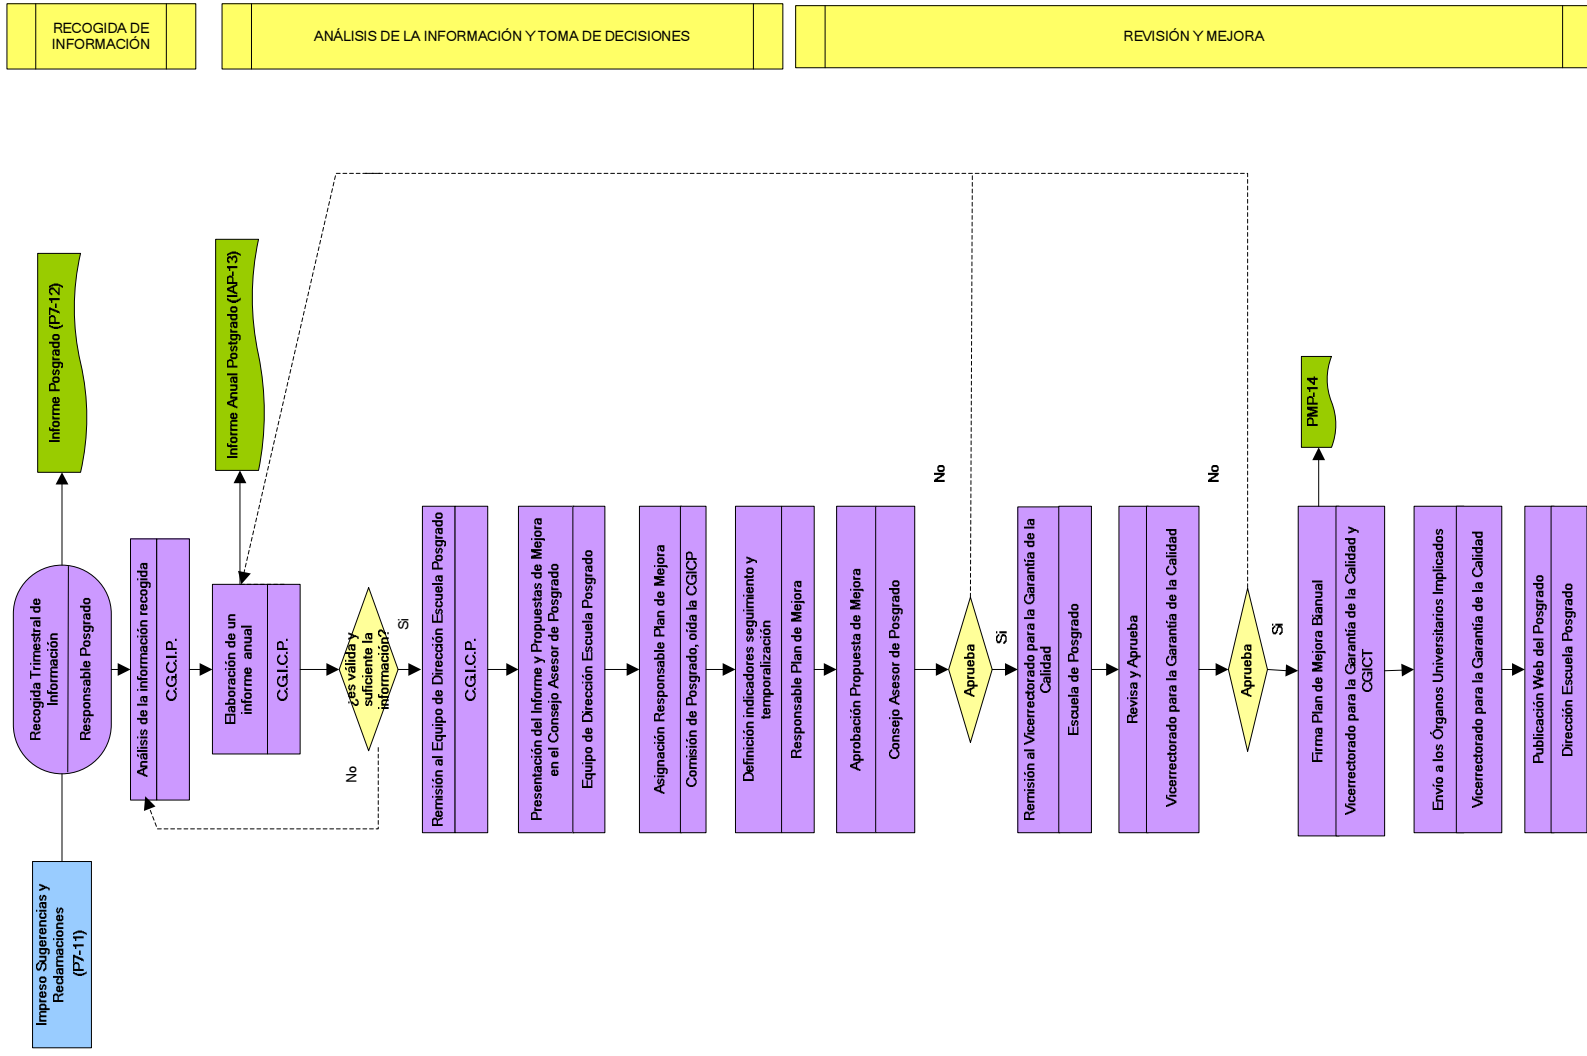 RECOGIDA DE
INFORMACIÓN
ANÁLISIS DE LA INFORMACIÓN Y TOMA DE DECISIONES
REVISIÓN Y MEJORA
Impreso Sugerencias y
Reclamaciones
(P7-11)
Recogida Trimestral de
Información
Responsable Posgrado
Informe Posgrado (P7-12)
Análisis de la información recogida
C.G.C.I.P.
Elaboración de un
informe anual
C.G.I.C.P.
Informe Anual Postgrado (IAP-13)
¿es válida y
suficiente la
información?
Si
No
Remisión al Equipo de Dirección Escuela Posgrado
C.G.I.C.P.
Presentación del Informe y Propuestas de Mejora
en el Consejo Asesor de Posgrado
Equipo de Dirección Escuela Posgrado
Asignación Responsable Plan de Mejora
Comisión de Posgrado, oida la CGICP
Definición indicadores seguimiento y
temporalización
Responsable Plan de Mejora
Aprobación Propuesta de Mejora
Consejo Asesor de Posgrado
Aprueba
No
Si
Remisión al Vicerrectorado para la Garantía de la
Calidad
Escuela de Posgrado
Revisa y Aprueba
Vicerrectorado para la Garantía de la Calidad
Aprueba
No
Si
Firma Plan de Mejora Bianual
Vicerrectorado para la Garantía de la Calidad y
CGICT
PMP-14
Envío a los Órganos Universitarios Implicados
Vicerrectorado para la Garantía de la Calidad
Publicación Web del Posgrado
Dirección Escuela Posgrado